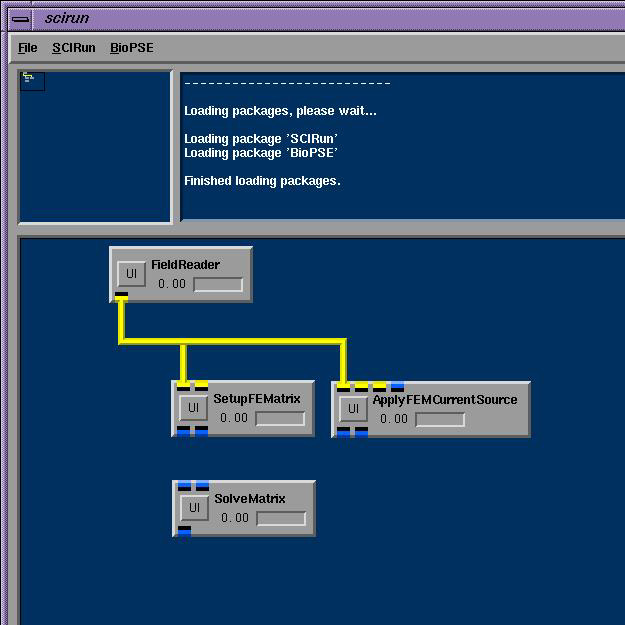 scirun
File SCIRun BioPSE
--------------------------
Loading packages, please wait...
Loading package 'SCIRun'
Loading package 'BioPSE'
Finished loading packages.
UI FieldReader
0.00
UI SetupFEMatrix
0.00
UI ApplyFEMCurrentSource
0.00
UI SolveMatrix
0.00